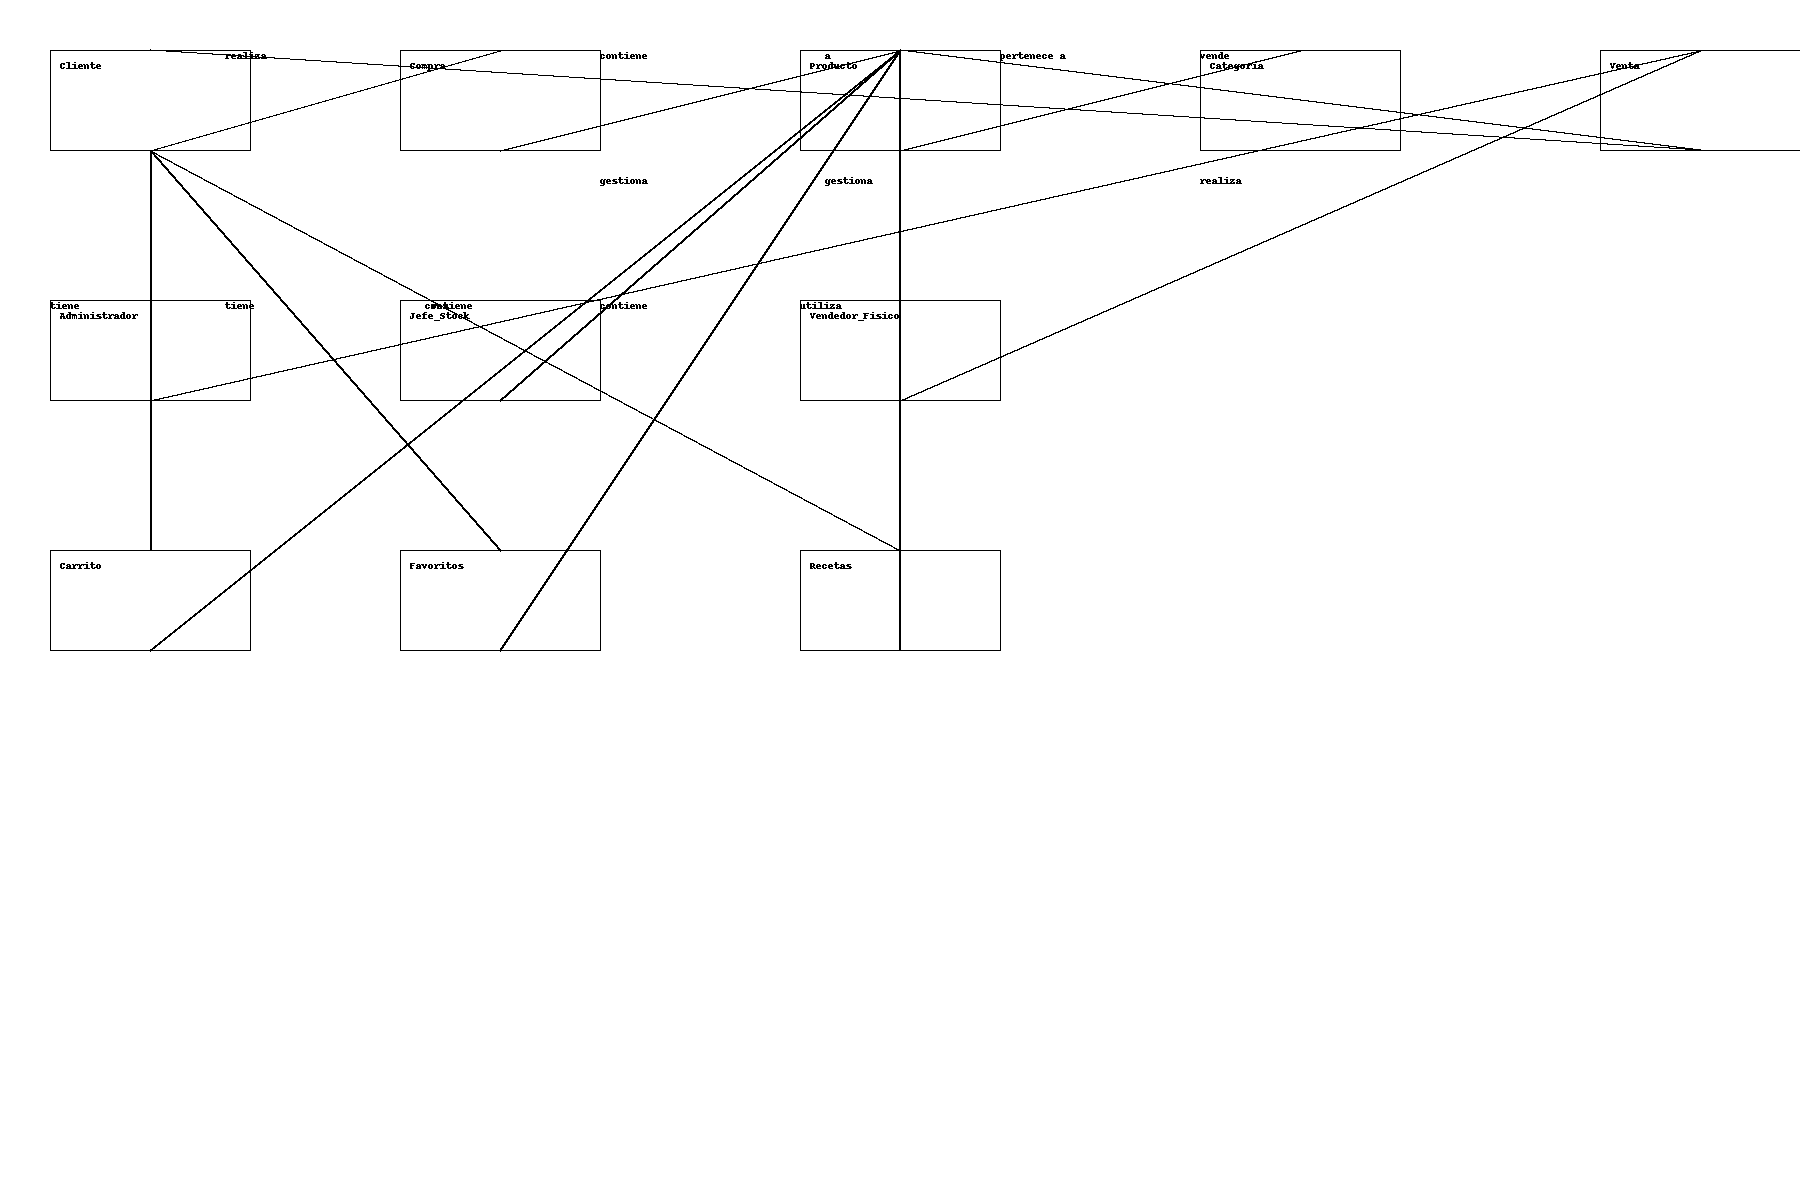 realiza
contiene
a
pertenece a
vende
Cliente
Compra
Producto
Categoria
Venta
gestiona
gestiona
realiza
tiene
tiene
contiene
utiliza
Administrador
Jefe_Stock
Vendedor_Fisico
Carrito
Favoritos
Recetas